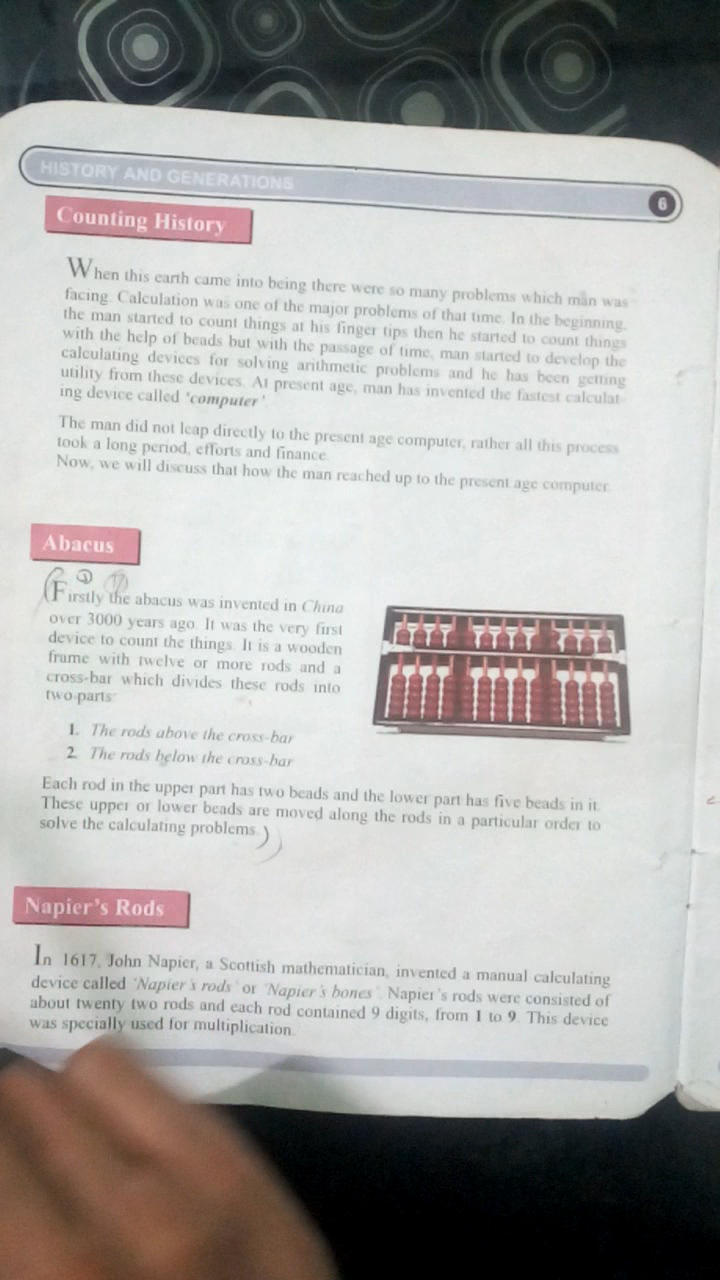 HISTORY AND GENERATIONS
6
Counting History
When this earth came into being there were so many problems which man was
facing. Calculation was one of the major problems of that time. In the beginning,
the man started to count things at his finger tips then he started to count things
with the help of beads but with the passage of time, man started to develop the
calculating devices for solving arithmetic problems and he has been getting
utility from these devices. At present age, man has invented the fastest calculat-
ing device called 'computer'.
The man did not leap directly to the present age computer, rather all this process
took a long period, efforts and finance.
Now, we will discuss that how the man reached up to the present age computer.
Abacus
Firstly the abacus was invented in China
over 3000 years ago. It was the very first
device to count the things. It is a wooden
frame with twelve or more rods and a
cross-bar which divides these rods into
two-parts:
1. The rods above the cross-bar
2. The rods below the cross-bar
Each rod in the upper part has two beads and the lower part has five beads in it.
These upper or lower beads are moved along the rods in a particular order to
solve the calculating problems.
Napier's Rods
In 1617, John Napier, a Scottish mathematician, invented a manual calculating
device called 'Napier's rods' or 'Napier's bones'. Napier's rods were consisted of
about twenty two rods and each rod contained 9 digits, from 1 to 9. This device
was specially used for multiplication.